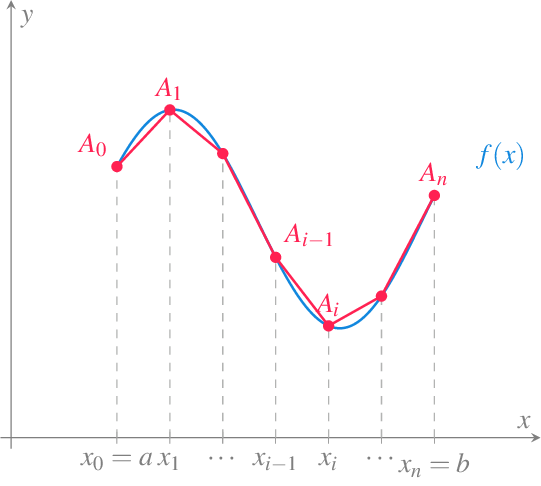 y
A₁
A₀
f(x)
Aₙ
Aᵢ₋₁
Aᵢ
x
x₀ = a x₁ ⋯ xᵢ₋₁ xᵢ ⋯ xₙ = b